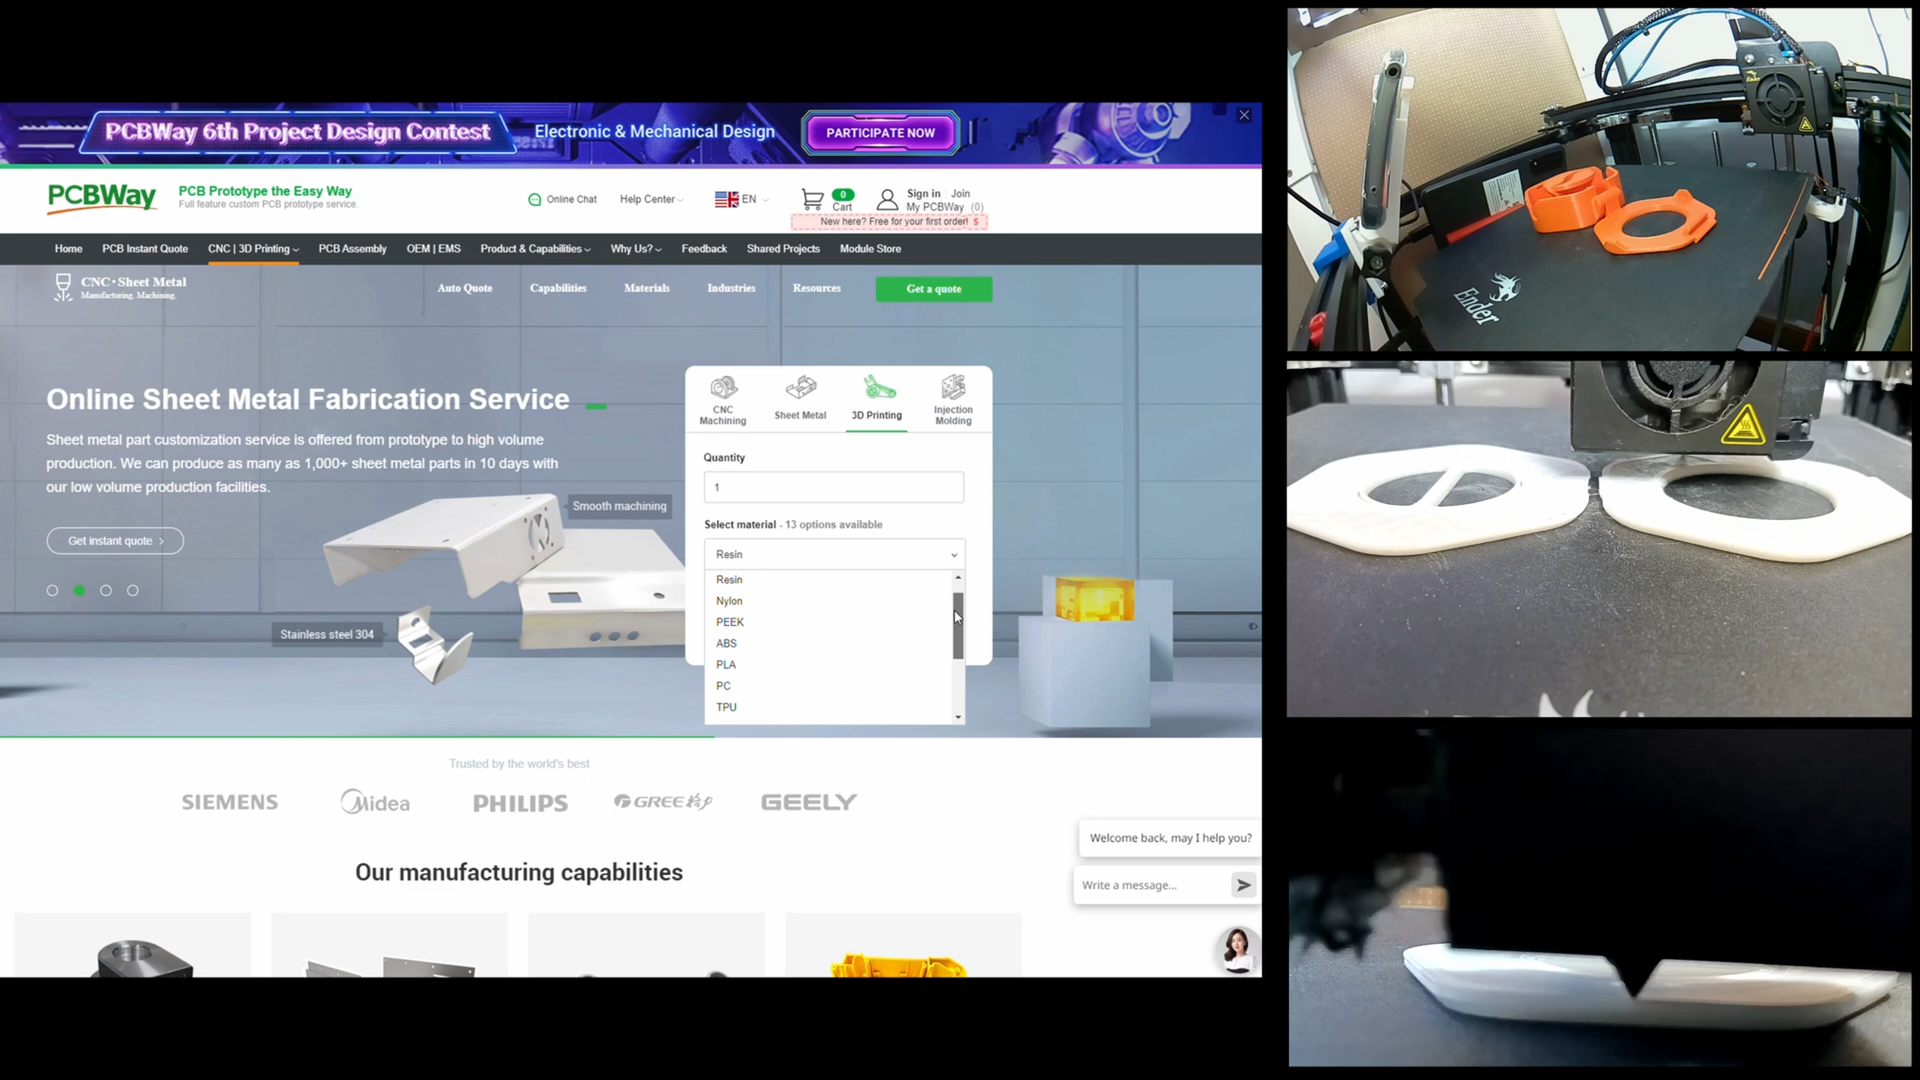 PCBWay 6th Project Design Contest
Electronic & Mechanical Design
PARTICIPATE NOW
PCBWay
PCB Prototype the Easy Way
Full feature custom PCB prototype service.
Online Chat
Help Center
EN
0
Cart
Sign in
Join
My PCBWay (0)
New here? Free for your first order! $
Home
PCB Instant Quote
CNC | 3D Printing
PCB Assembly
OEM | EMS
Product & Capabilities
Why Us?
Feedback
Shared Projects
Module Store
CNC·Sheet Metal
Manufacturing. Machining.
Auto Quote
Capabilities
Materials
Industries
Resources
Get a quote
Online Sheet Metal Fabrication Service
Sheet metal part customization service is offered from prototype to high volume
production. We can produce as many as 1,000+ sheet metal parts in 10 days with
our low volume production facilities.
Get instant quote
Smooth machining
Stainless steel 304
CNC
Machining
Sheet Metal
3D Printing
Injection
Molding
Quantity
1
Select material - 13 options available
Resin
Resin
Nylon
PEEK
ABS
PLA
PC
TPU
Trusted by the world's best
SIEMENS
Midea
PHILIPS
GREE格力
GEELY
Our manufacturing capabilities
Welcome back, may I help you?
Write a message...
Ender